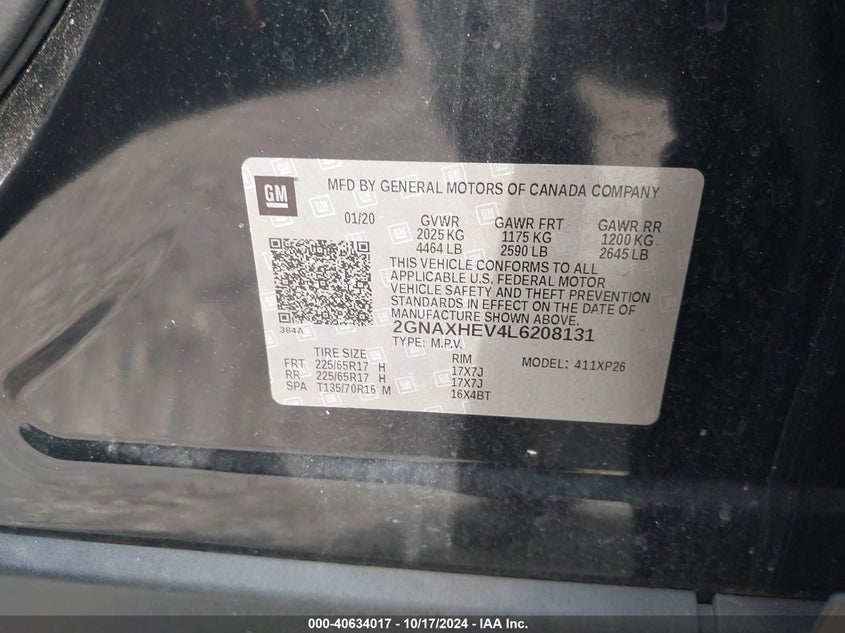 GM
MFD BY GENERAL MOTORS OF CANADA COMPANY
01/20 GVWR GAWR FRT GAWR RR
2025 KG 1175 KG 1200 KG
4464 LB 2590 LB 2645 LB
THIS VEHICLE CONFORMS TO ALL
APPLICABLE U.S. FEDERAL MOTOR
VEHICLE SAFETY AND THEFT PREVENTION
STANDARDS IN EFFECT ON THE DATE OF
MANUFACTURE SHOWN ABOVE.
384A
2GNAXHEV4L6208131
TYPE: M.P.V.
TIRE SIZE RIM MODEL: 411XP26
FRT 225/65R17 H 17X7J
RR 225/65R17 H 17X7J
SPA T135/70R16 M 16X4BT
000-40634017 - 10/17/2024 - IAAI.com